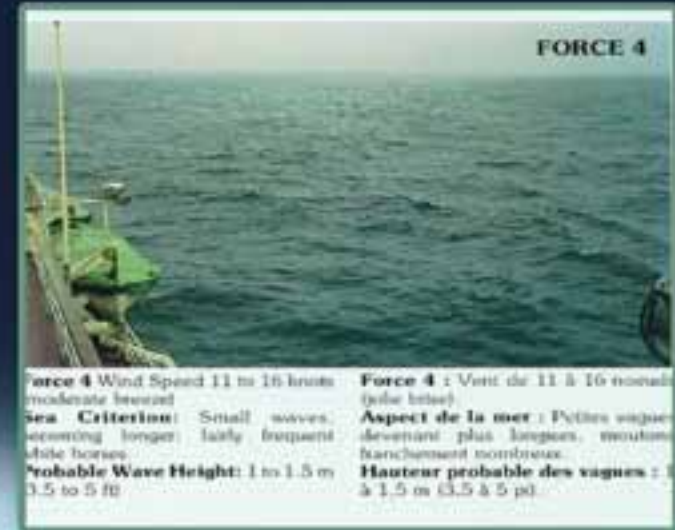 FORCE 4
Force 4 Wind Speed 11 to 16 knots
(moderate breeze)
Sea Criterion: Small waves,
becoming longer; fairly frequent
white horses.
Probable Wave Height: 1 to 1.5 m
(3.5 to 5 ft)
Force 4 : Vent de 11 à 16 noeuds
(jolie brise).
Aspect de la mer : Petites vagues
devenant plus longues, moutons
franchement nombreux.
Hauteur probable des vagues : 1
à 1.5 m (3.5 à 5 pi)